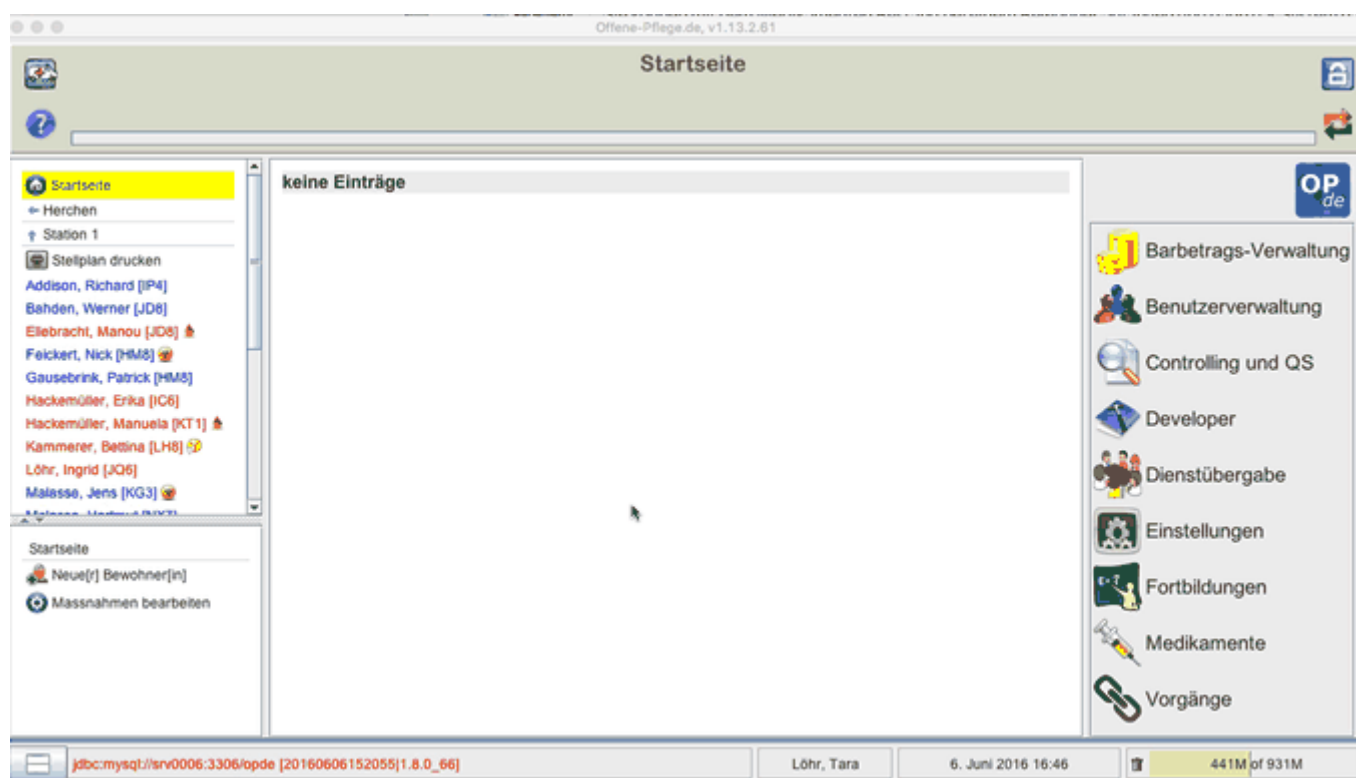 Offene-Pflege.de, v1.13.2.61
Startseite
Startseite
Herchen
Station 1
Stellplan drucken
Addison, Richard [IP4]
Bahden, Werner [JD8]
Ellebracht, Manou [JD8]
Feickert, Nick [HM8]
Gausebrink, Patrick [HM8]
Hackemüller, Erika [IC6]
Hackemüller, Manuela [KT1]
Kammerer, Bettina [LH8]
Löhr, Ingrid [JQ6]
Malasse, Jens [KG3]
Startseite
Neue[r] Bewohner[in]
Massnahmen bearbeiten
keine Einträge
OP
de
Barbetrags-Verwaltung
Benutzerverwaltung
Controlling und QS
Developer
Dienstübergabe
Einstellungen
Fortbildungen
Medikamente
Vorgänge
jdbc:mysql://srv0006:3306/opde [20160606152055|1.8.0_66]
Löhr, Tara
6. Juni 2016 16:46
441M of 931M